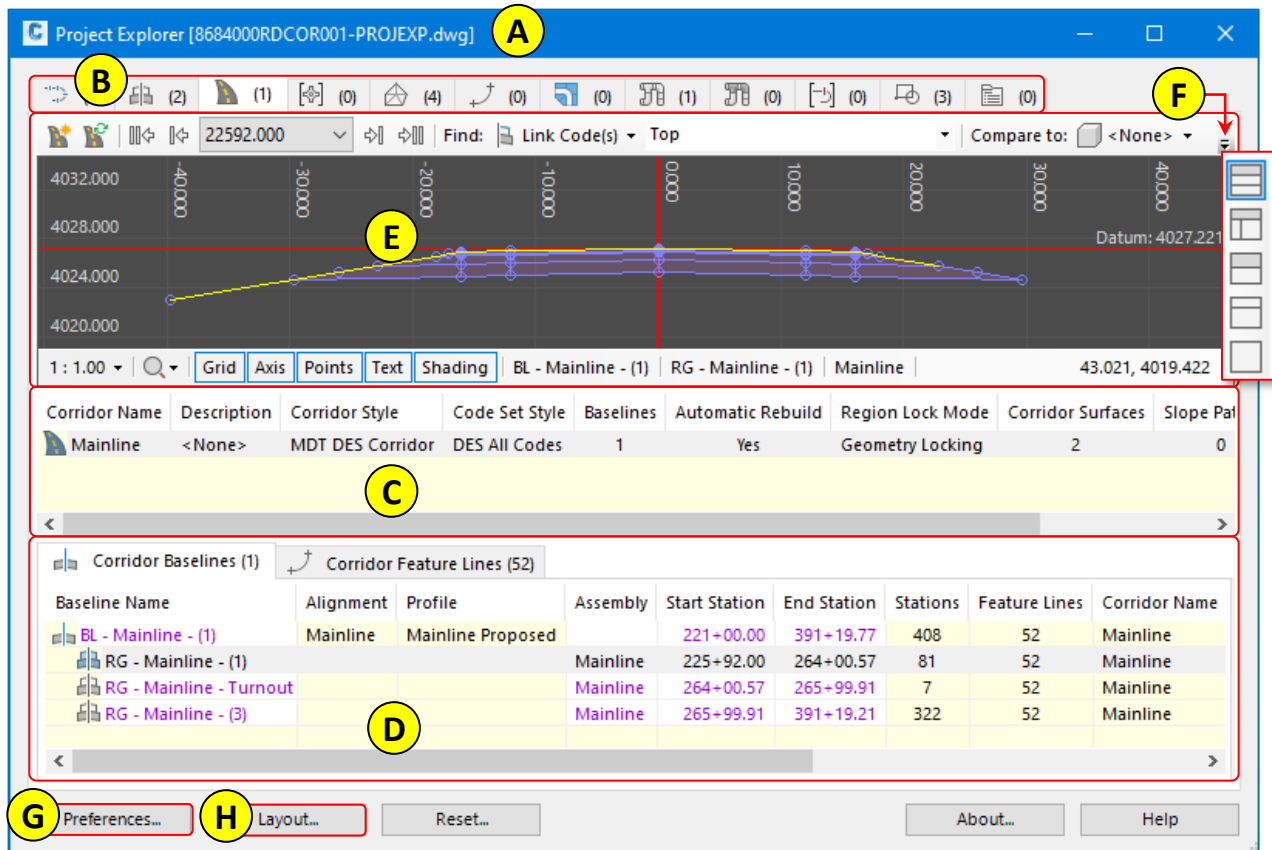 Project Explorer [8684000RDCOR001-PROJEXP.dwg] A
B (2) (1) (0) (4) (0) (0) (1) (0) (0) (3) (0) F
22592.000 Find: Link Code(s) Top Compare to: <None>
-40.000 -30.000 -20.000 -10.000 0.000 10.000 20.000 30.000 40.000
4032.000
4028.000
E
Datum: 4027.221
4024.000
4020.000
1 : 1.00 Grid Axis Points Text Shading BL - Mainline - (1) RG - Mainline - (1) Mainline 43.021, 4019.422
Corridor Name Description Corridor Style Code Set Style Baselines Automatic Rebuild Region Lock Mode Corridor Surfaces Slope Pat
Mainline <None> MDT DES Corridor DES All Codes 1 Yes Geometry Locking 2 0
C
Corridor Baselines (1) Corridor Feature Lines (52)
Baseline Name Alignment Profile Assembly Start Station End Station Stations Feature Lines Corridor Name
BL - Mainline - (1) Mainline Mainline Proposed 221+00.00 391+19.77 408 52 Mainline
RG - Mainline - (1) Mainline 225+92.00 264+00.57 81 52 Mainline
RG - Mainline - Turnout Mainline 264+00.57 265+99.91 7 52 Mainline
RG - Mainline - (3) Mainline 265+99.91 391+19.21 322 52 Mainline
D
G Preferences... H Layout... Reset... About... Help